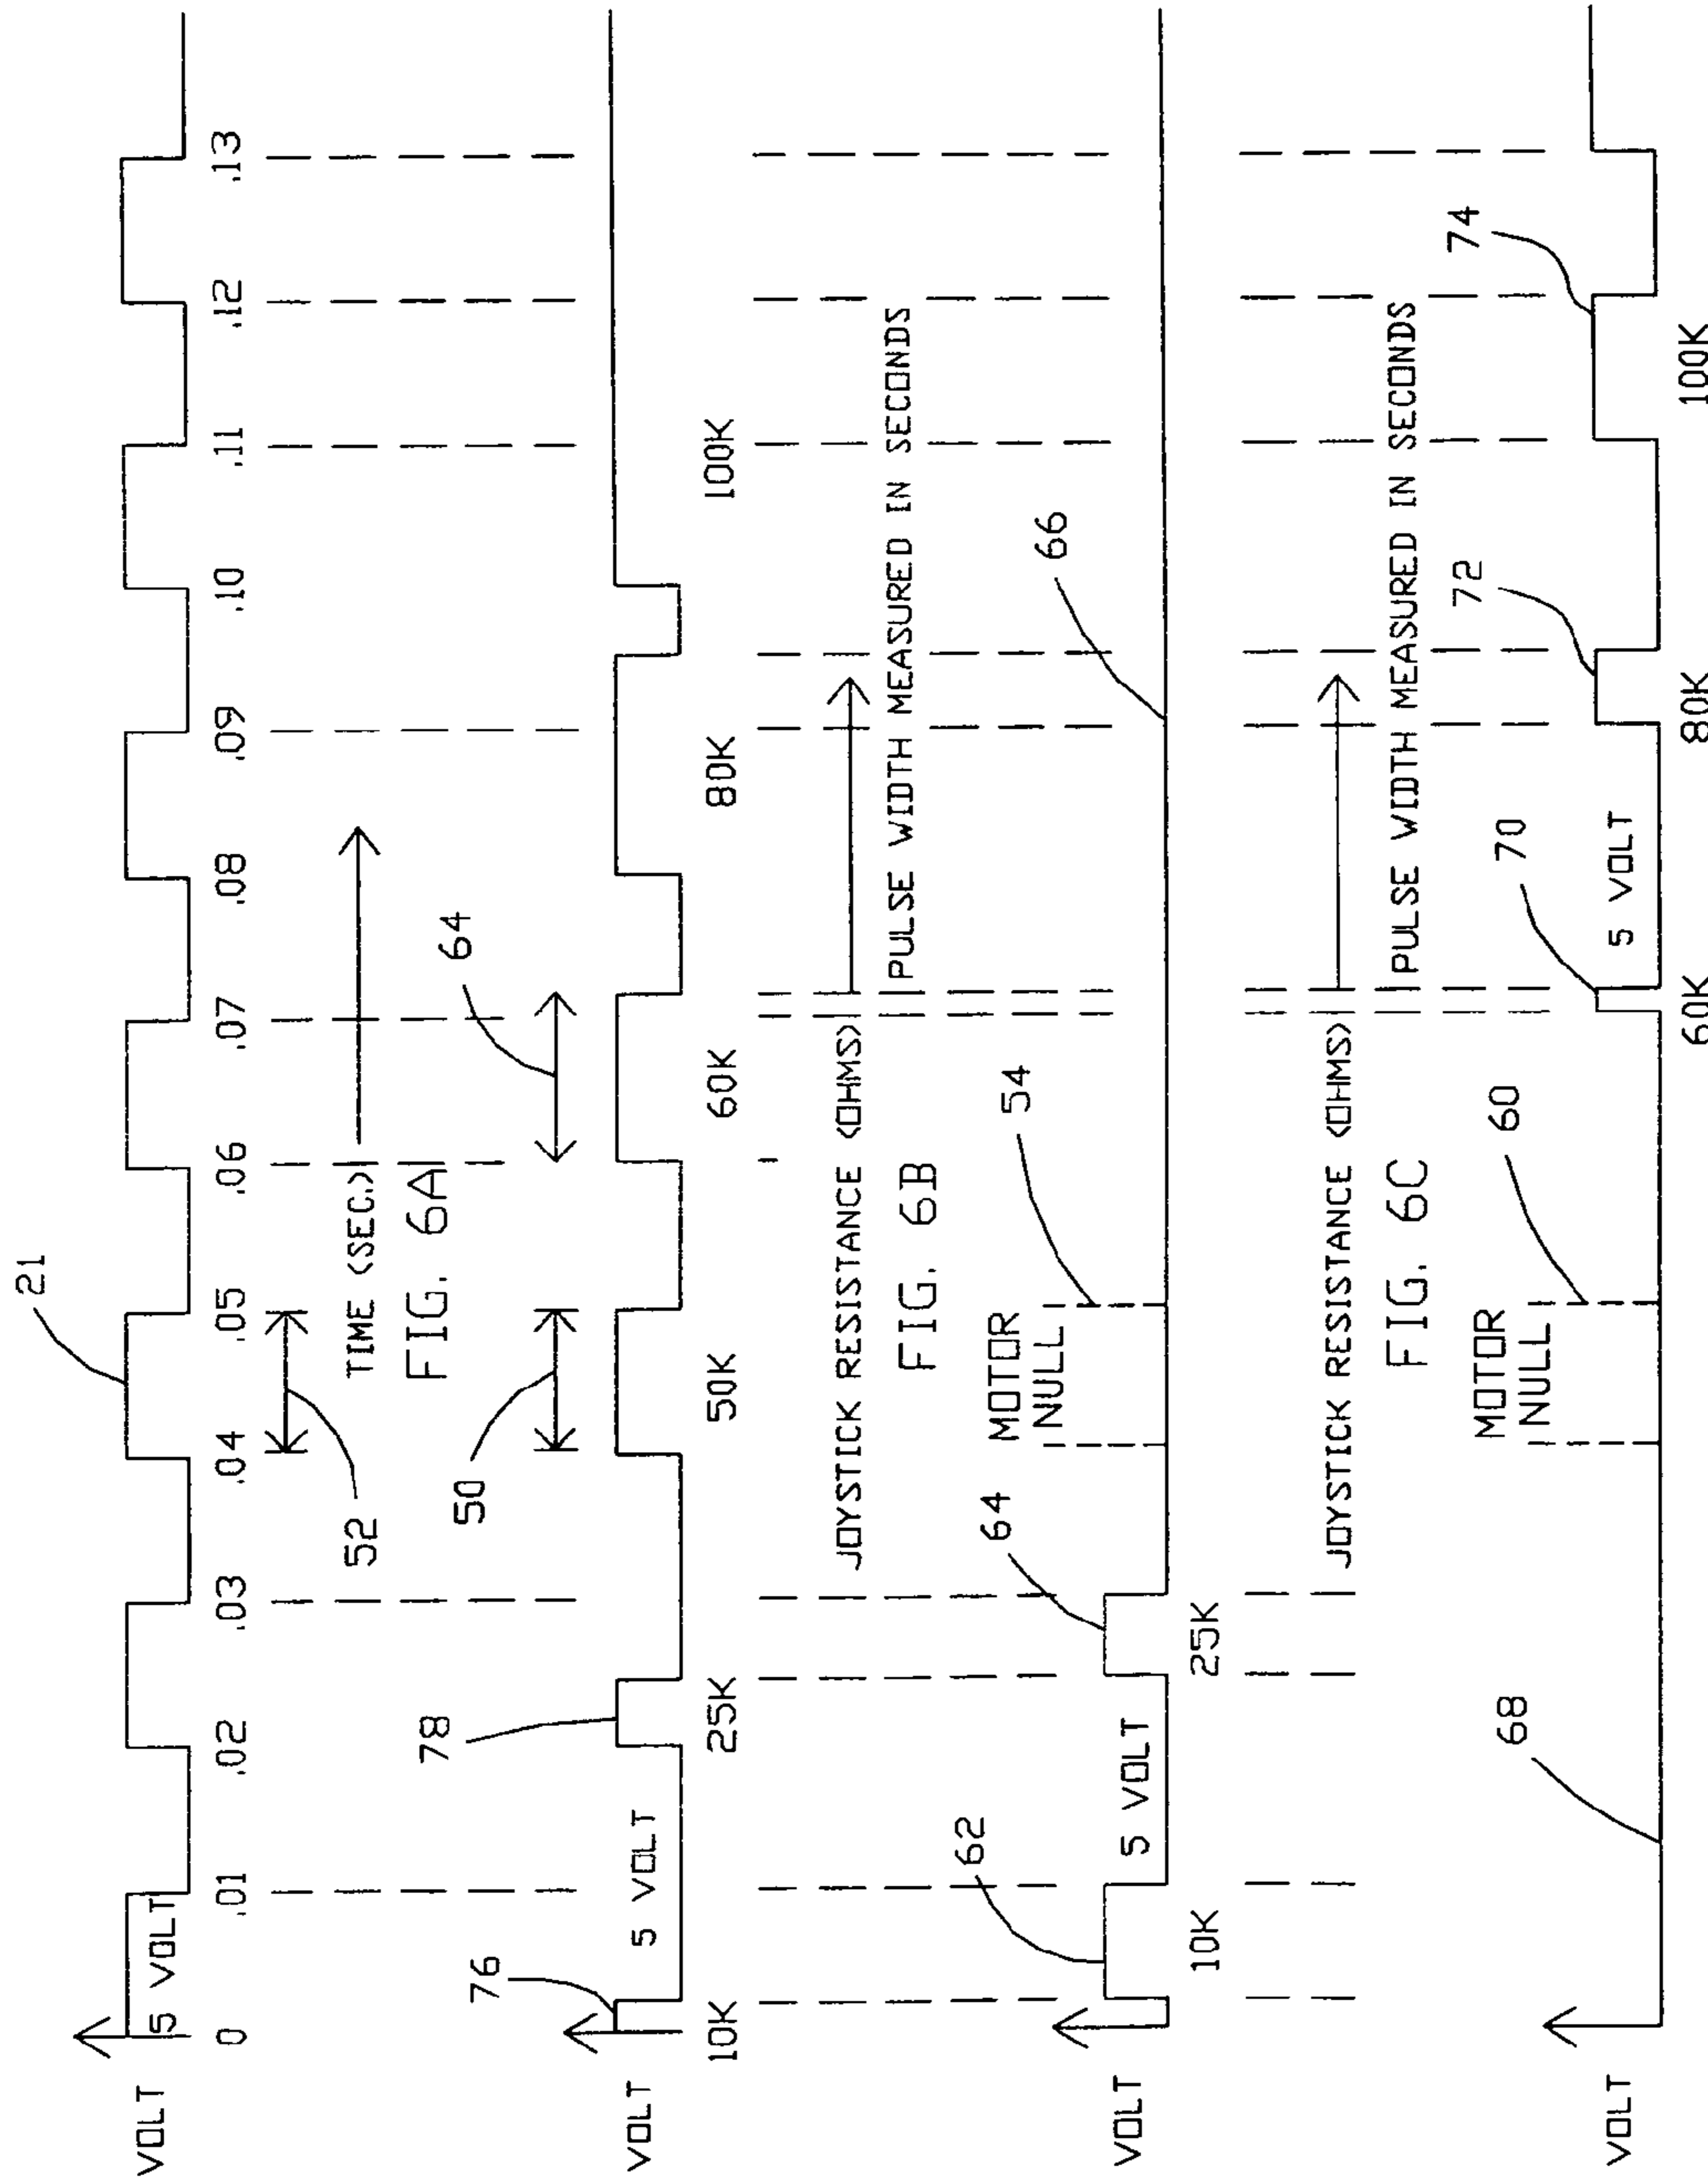 21
VOLT
5 VOLT
0 .01 .02 .03 .04 .05 .06 .07 .08 .09 .10 .11 .12 .13
52
TIME <SEC.>
FIG. 6A
76
78
50
64
VOLT
5 VOLT
10K 25K 50K 60K 80K 100K
JOYSTICK RESISTANCE <OHMS>
PULSE WIDTH MEASURED IN SECONDS
FIG. 6B
62
64
MOTOR
NULL
54
66
VOLT
5 VOLT
10K 25K
JOYSTICK RESISTANCE <OHMS>
PULSE WIDTH MEASURED IN SECONDS
FIG. 6C
68
MOTOR
NULL
60
70
72
74
VOLT
5 VOLT
60K 80K 100K